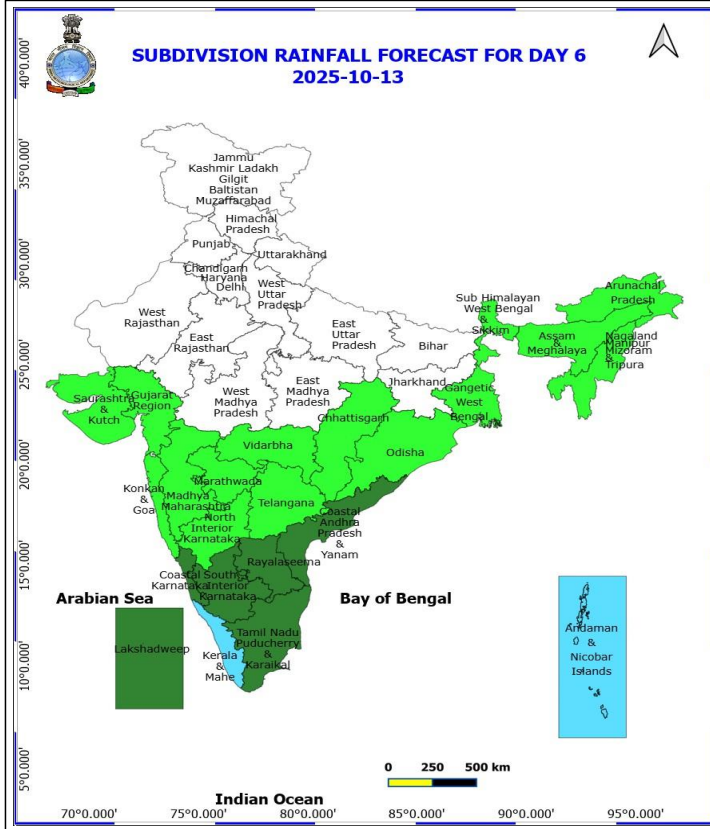 SUBDIVISION RAINFALL FORECAST FOR DAY 6
2025-10-13
40°0.000'
35°0.000'
30°0.000'
25°0.000'
20°0.000'
15°0.000'
10°0.000'
5°0.000'
Jammu
Kashmir Ladakh
Gilgit
Baltistan
Muzaffarabad
Himachal
Pradesh
Punjab
Uttarakhand
Chandigarh
Haryana
Delhi
West
Uttar
Pradesh
West
Rajasthan
East
Rajasthan
East
Uttar
Pradesh
Bihar
Sub Himalayan
West Bengal
&
Sikkim
Arunachal
Pradesh
Assam
&
Meghalaya
Nagaland
Manipur
Mizoram
&
Tripura
Saurashtra
&
Kutch
Gujarat
Region
West
Madhya
Pradesh
East
Madhya
Pradesh
Jharkhand
Gangetic
West
Bengal
Chhattisgarh
Odisha
Vidarbha
Konkan
&
Goa
Madhya
Maharashtra
Marathwada
Telangana
North
Interior
Karnataka
Coastal
Andhra
Pradesh
&
Yanam
Rayalaseema
Coastal
Karnataka
South
Interior
Karnataka
Arabian Sea
Bay of Bengal
Lakshadweep
Kerala
&
Mahe
Tamil Nadu
Puducherry
&
Karaikal
Andaman
&
Nicobar
Islands
0 250 500 km
Indian Ocean
70°0.000' 75°0.000' 80°0.000' 85°0.000' 90°0.000' 95°0.000'